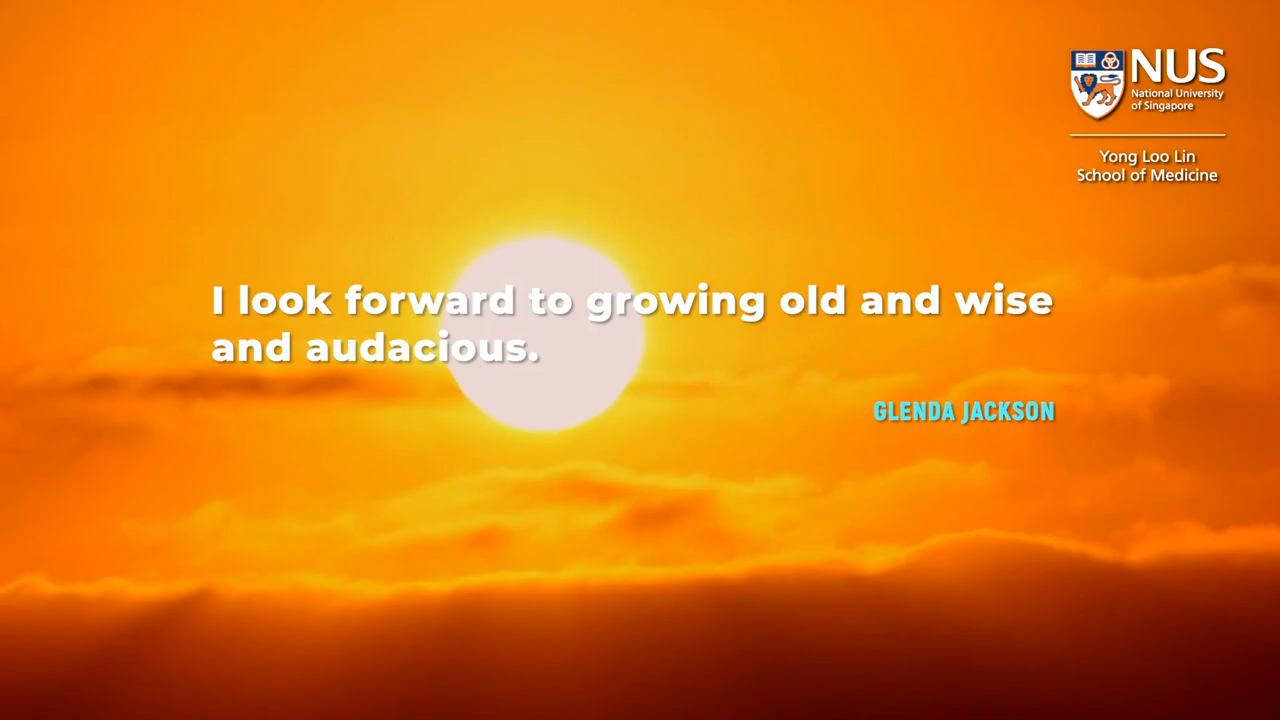 NUS
National University
of Singapore
Yong Loo Lin
School of Medicine
I look forward to growing old and wise
and audacious.
GLENDA JACKSON